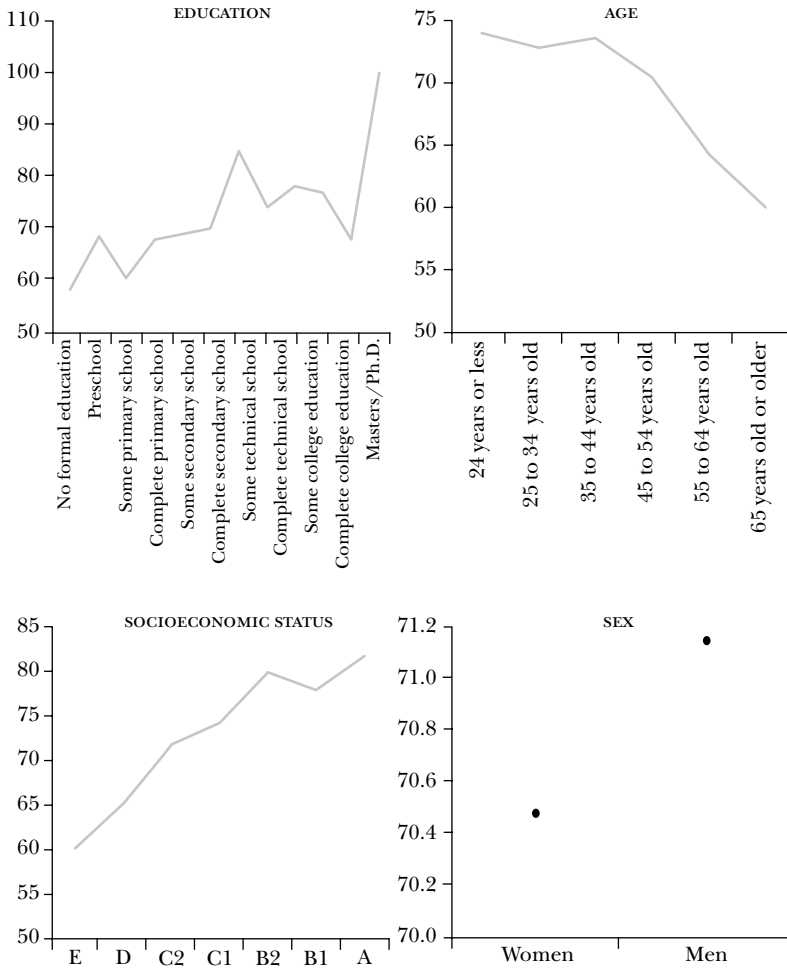 EDUCATION
110
100
90
80
70
60
50
No formal education
Preschool
Some primary school
Complete primary school
Some secondary school
Complete secondary school
Some technical school
Complete technical school
Some college education
Complete college education
Masters/Ph.D.
AGE
75
70
65
60
55
50
24 years or less
25 to 34 years old
35 to 44 years old
45 to 54 years old
55 to 64 years old
65 years old or older
SOCIOECONOMIC STATUS
85
80
75
70
65
60
55
50
E D C2 C1 B2 B1 A
SEX
71.2
71.0
70.8
70.6
70.4
70.2
70.0
Women Men